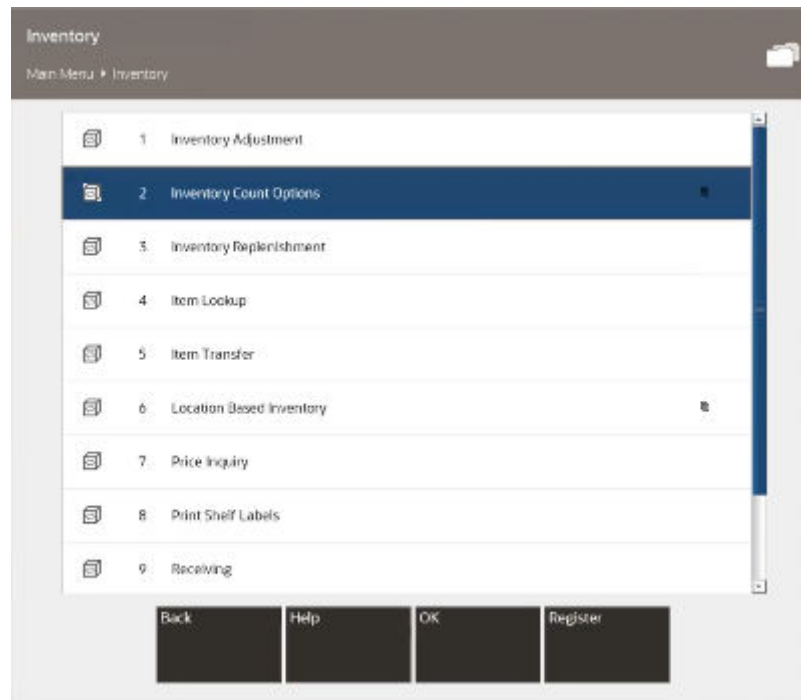 Inventory
Main Menu ▸ Inventory
1 Inventory Adjustment
2 Inventory Count Options
3 Inventory Replenishment
4 Item Lookup
5 Item Transfer
6 Location Based Inventory
7 Price Inquiry
8 Print Shelf Labels
9 Receiving
Back Help OK Register